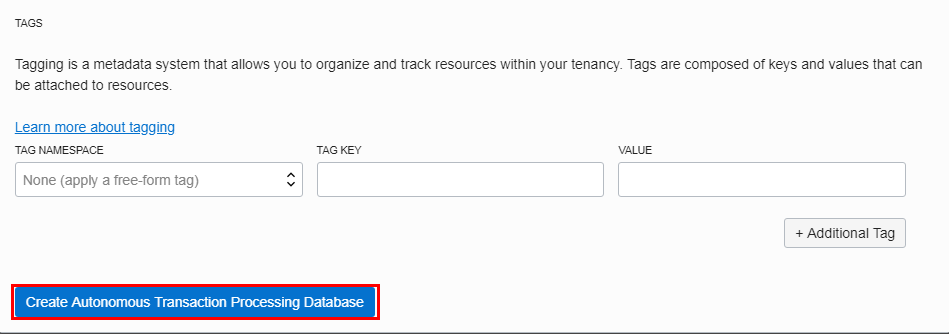 TAGS
Tagging is a metadata system that allows you to organize and track resources within your tenancy. Tags are composed of keys and values that can
be attached to resources.
Learn more about tagging
TAG NAMESPACE TAG KEY VALUE
None (apply a free-form tag)
+ Additional Tag
Create Autonomous Transaction Processing Database